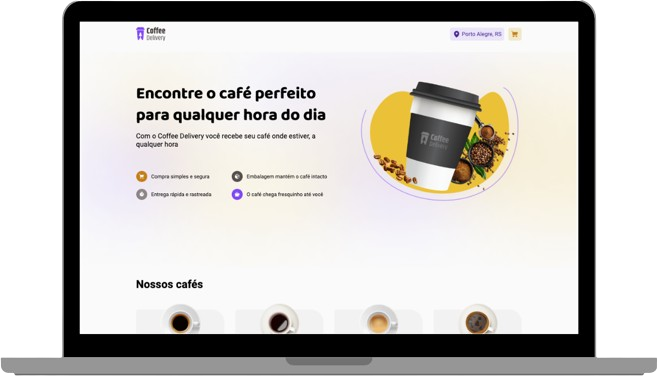 Coffee
Delivery
Porto Alegre, RS
Encontre o café perfeito
para qualquer hora do dia
Com o Coffee Delivery você recebe seu café onde estiver, a
qualquer hora
Compra simples e segura
Embalagem mantém o café intacto
Entrega rápida e rastreada
O café chega fresquinho até você
Coffee
Delivery
Nossos cafés